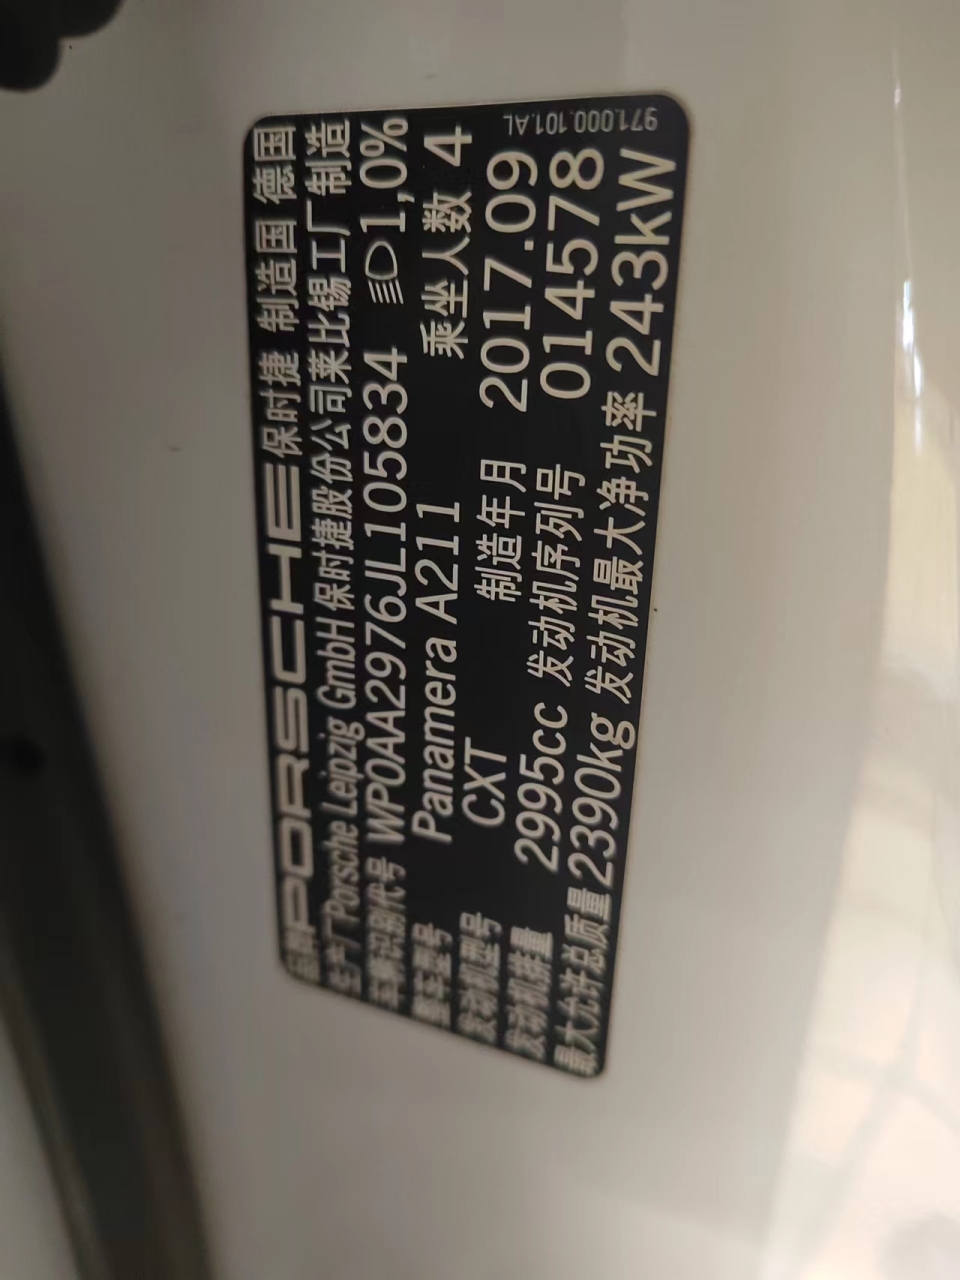 品牌 PORSCHE 保时捷 制造国 德国
生产厂 Porsche Leipzig GmbH 保时捷股份公司莱比锡工厂制造
车辆识别代号 WP0AA2976JL105834 1,0%
整车型号 Panamera A211 乘坐人数 4
发动机型号 CXT 制造年月 2017.09
发动机排量 2995cc 发动机序列号 014578
最大允许总质量 2390kg 发动机最大净功率 243kW
971.000.101.AL